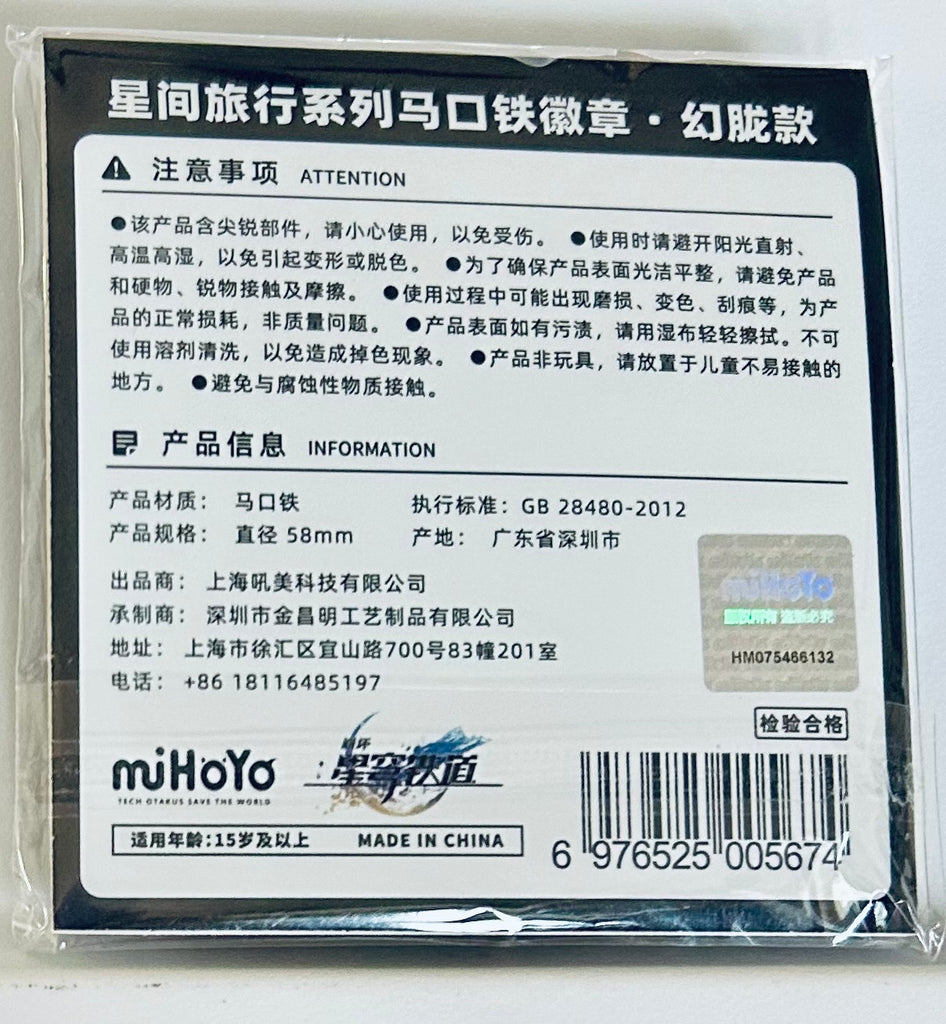 星间旅行系列马口铁徽章·幻胧款
注意事项 ATTENTION
●该产品含尖锐部件，请小心使用，以免受伾。 ●使用时请避开阳光直射、
高温高湿，以免引起变形或脱色。 ●为了确保产品表面光洁平整，请避免产品
和硬物、锐物接触及摩擦。 ●使用过程中可能出现磨损、变色、刮痕等，为产
品的正常损耗，非质量问题。 ●产品表面如有污渍，请用湿布轻轻擦拭。不可
使用溶剂清洗，以免造成掉色现象。 ●产品非玩具，请放置于儿童不易接触的
地方。 ●避免与腐蚀性物质接触。
产品信息 INFORMATION
产品材质： 马口铁 执行标准：GB 28480-2012
产品规格： 直径 58mm 产地： 广东省深圳市
出品商： 上海吼美科技有限公司
承制商： 深圳市金昌明工艺制品有限公司
地址： 上海市徐汇区宜山路700号83幢201室
电话： +86 18116485197
miHoYo
版权所有 盗版必究
HM075466132
检验合格
miHoYo
TECH OTAKUS SAVE THE WORLD
崩坏
:星穹铁道
适用年龄:15岁及以上 MADE IN CHINA
6 976525 005674